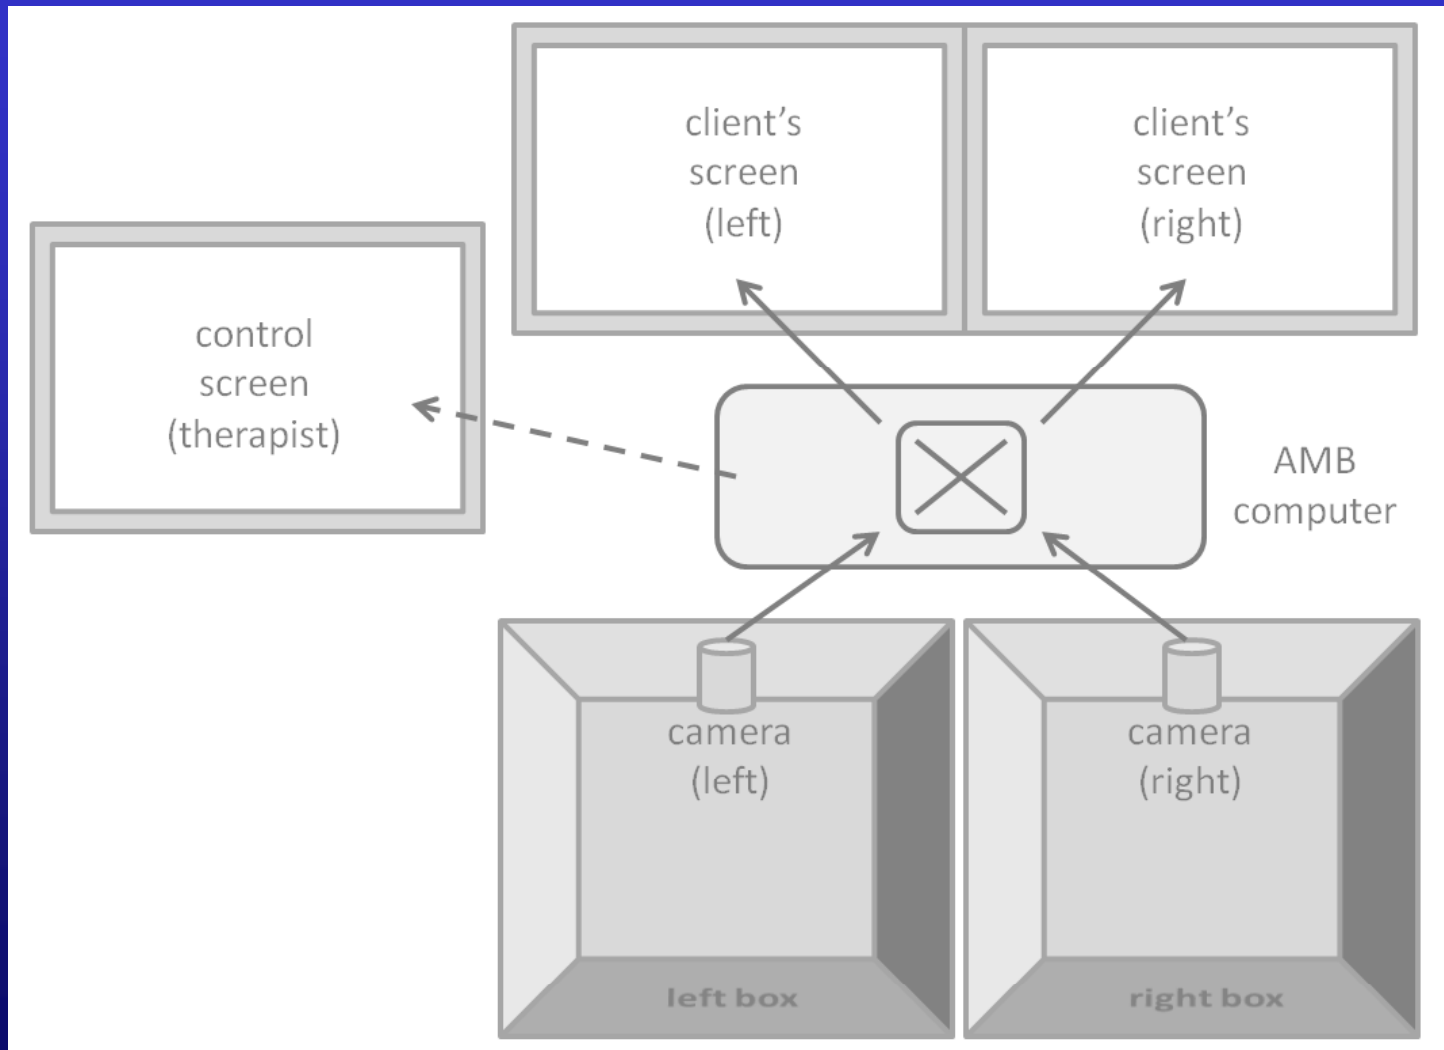 client’s
screen
(left)
client’s
screen
(right)
control
screen
(therapist)
AMB
computer
camera
(left)
camera
(right)
left box
right box